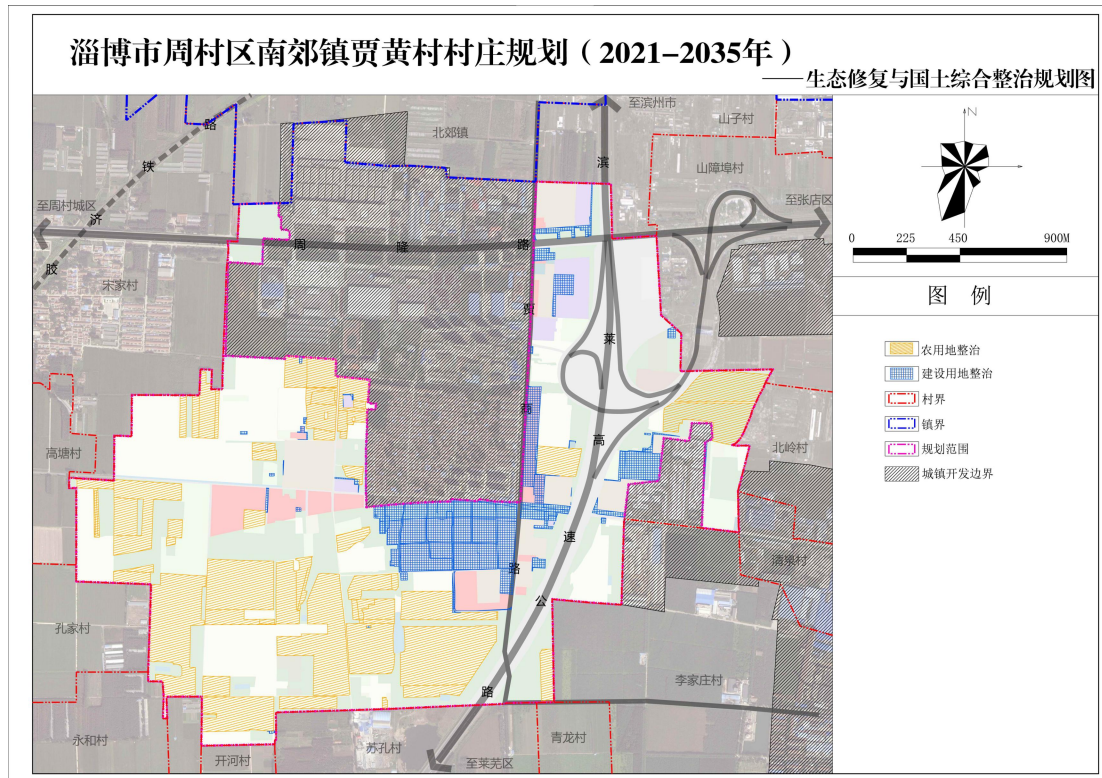 淄博市周村区南郊镇贾黄村村庄规划（2021-2035年）
——生态修复与国土综合整治规划图
至滨州市
山子村
北郊镇
山障埠村
至周村城区
至张店区
胶济铁路
周隆路
滨莱高速公路
贾商路
宋家村
高塘村
北岭村
清泉村
孔家村
李家庄村
永和村
开河村
苏孔村
至莱芜区
青龙村
N
0 225 450 900M
图 例
农用地整治
建设用地整治
村界
镇界
规划范围
城镇开发边界